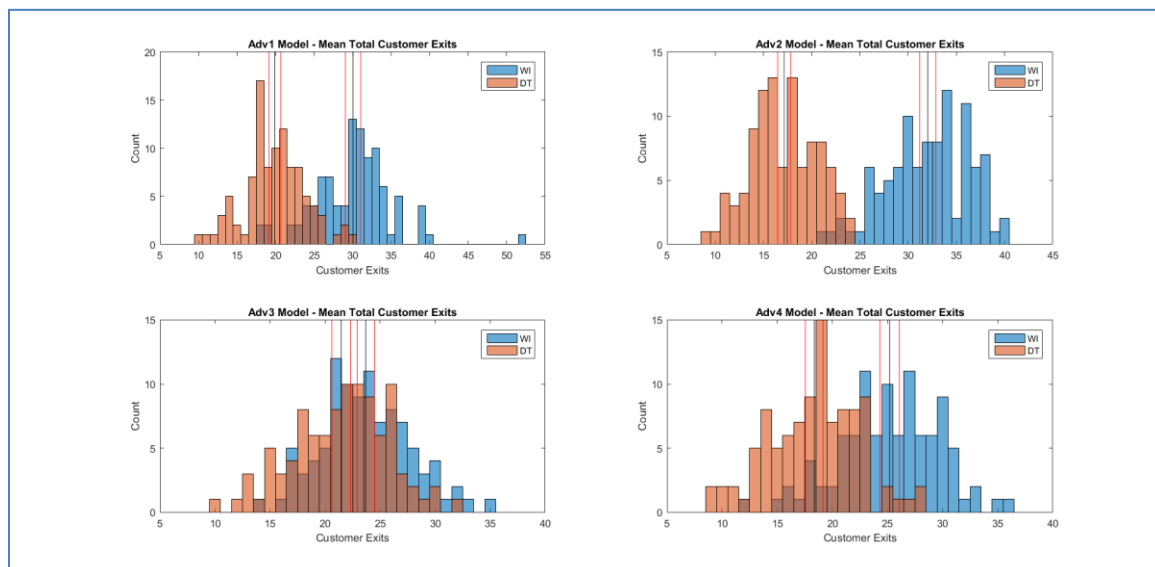 Adv1 Model - Mean Total Customer Exits
20
15
10
5
0
Count
WI
DT
5 10 15 20 25 30 35 40 45 50 55
Customer Exits
Adv2 Model - Mean Total Customer Exits
15
10
5
0
Count
WI
DT
5 10 15 20 25 30 35 40 45
Customer Exits
Adv3 Model - Mean Total Customer Exits
15
10
5
0
Count
WI
DT
5 10 15 20 25 30 35 40
Customer Exits
Adv4 Model - Mean Total Customer Exits
15
10
5
0
Count
WI
DT
5 10 15 20 25 30 35 40
Customer Exits